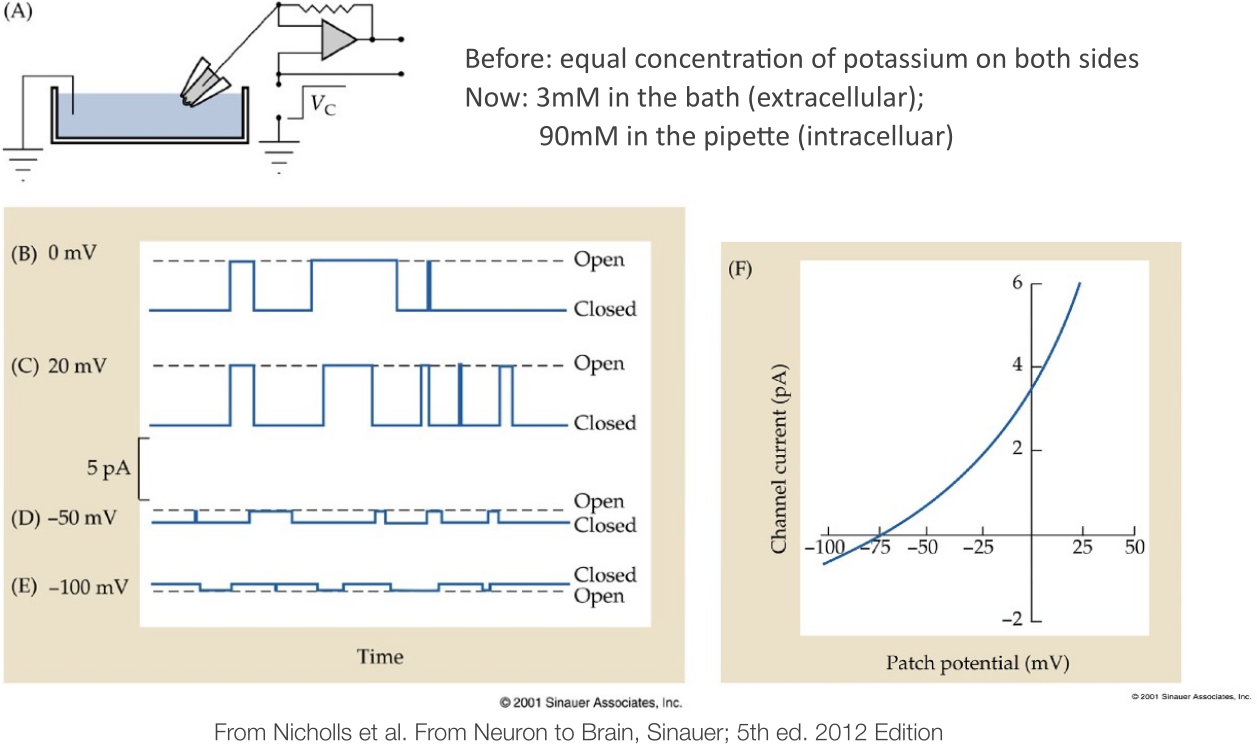 (A)
V_C
Before: equal concentration of potassium on both sides
Now: 3mM in the bath (extracellular);
90mM in the pipette (intracelluar)
(B) 0 mV
Open
Closed
(C) 20 mV
Open
Closed
5 pA
(D) –50 mV
Open
Closed
(E) –100 mV
Closed
Open
Time
© 2001 Sinauer Associates, Inc.
(F)
Channel current (pA)
6
4
2
–100 –75 –50 –25 25 50
–2
Patch potential (mV)
© 2001 Sinauer Associates, Inc.
From Nicholls et al. From Neuron to Brain, Sinauer; 5th ed. 2012 Edition